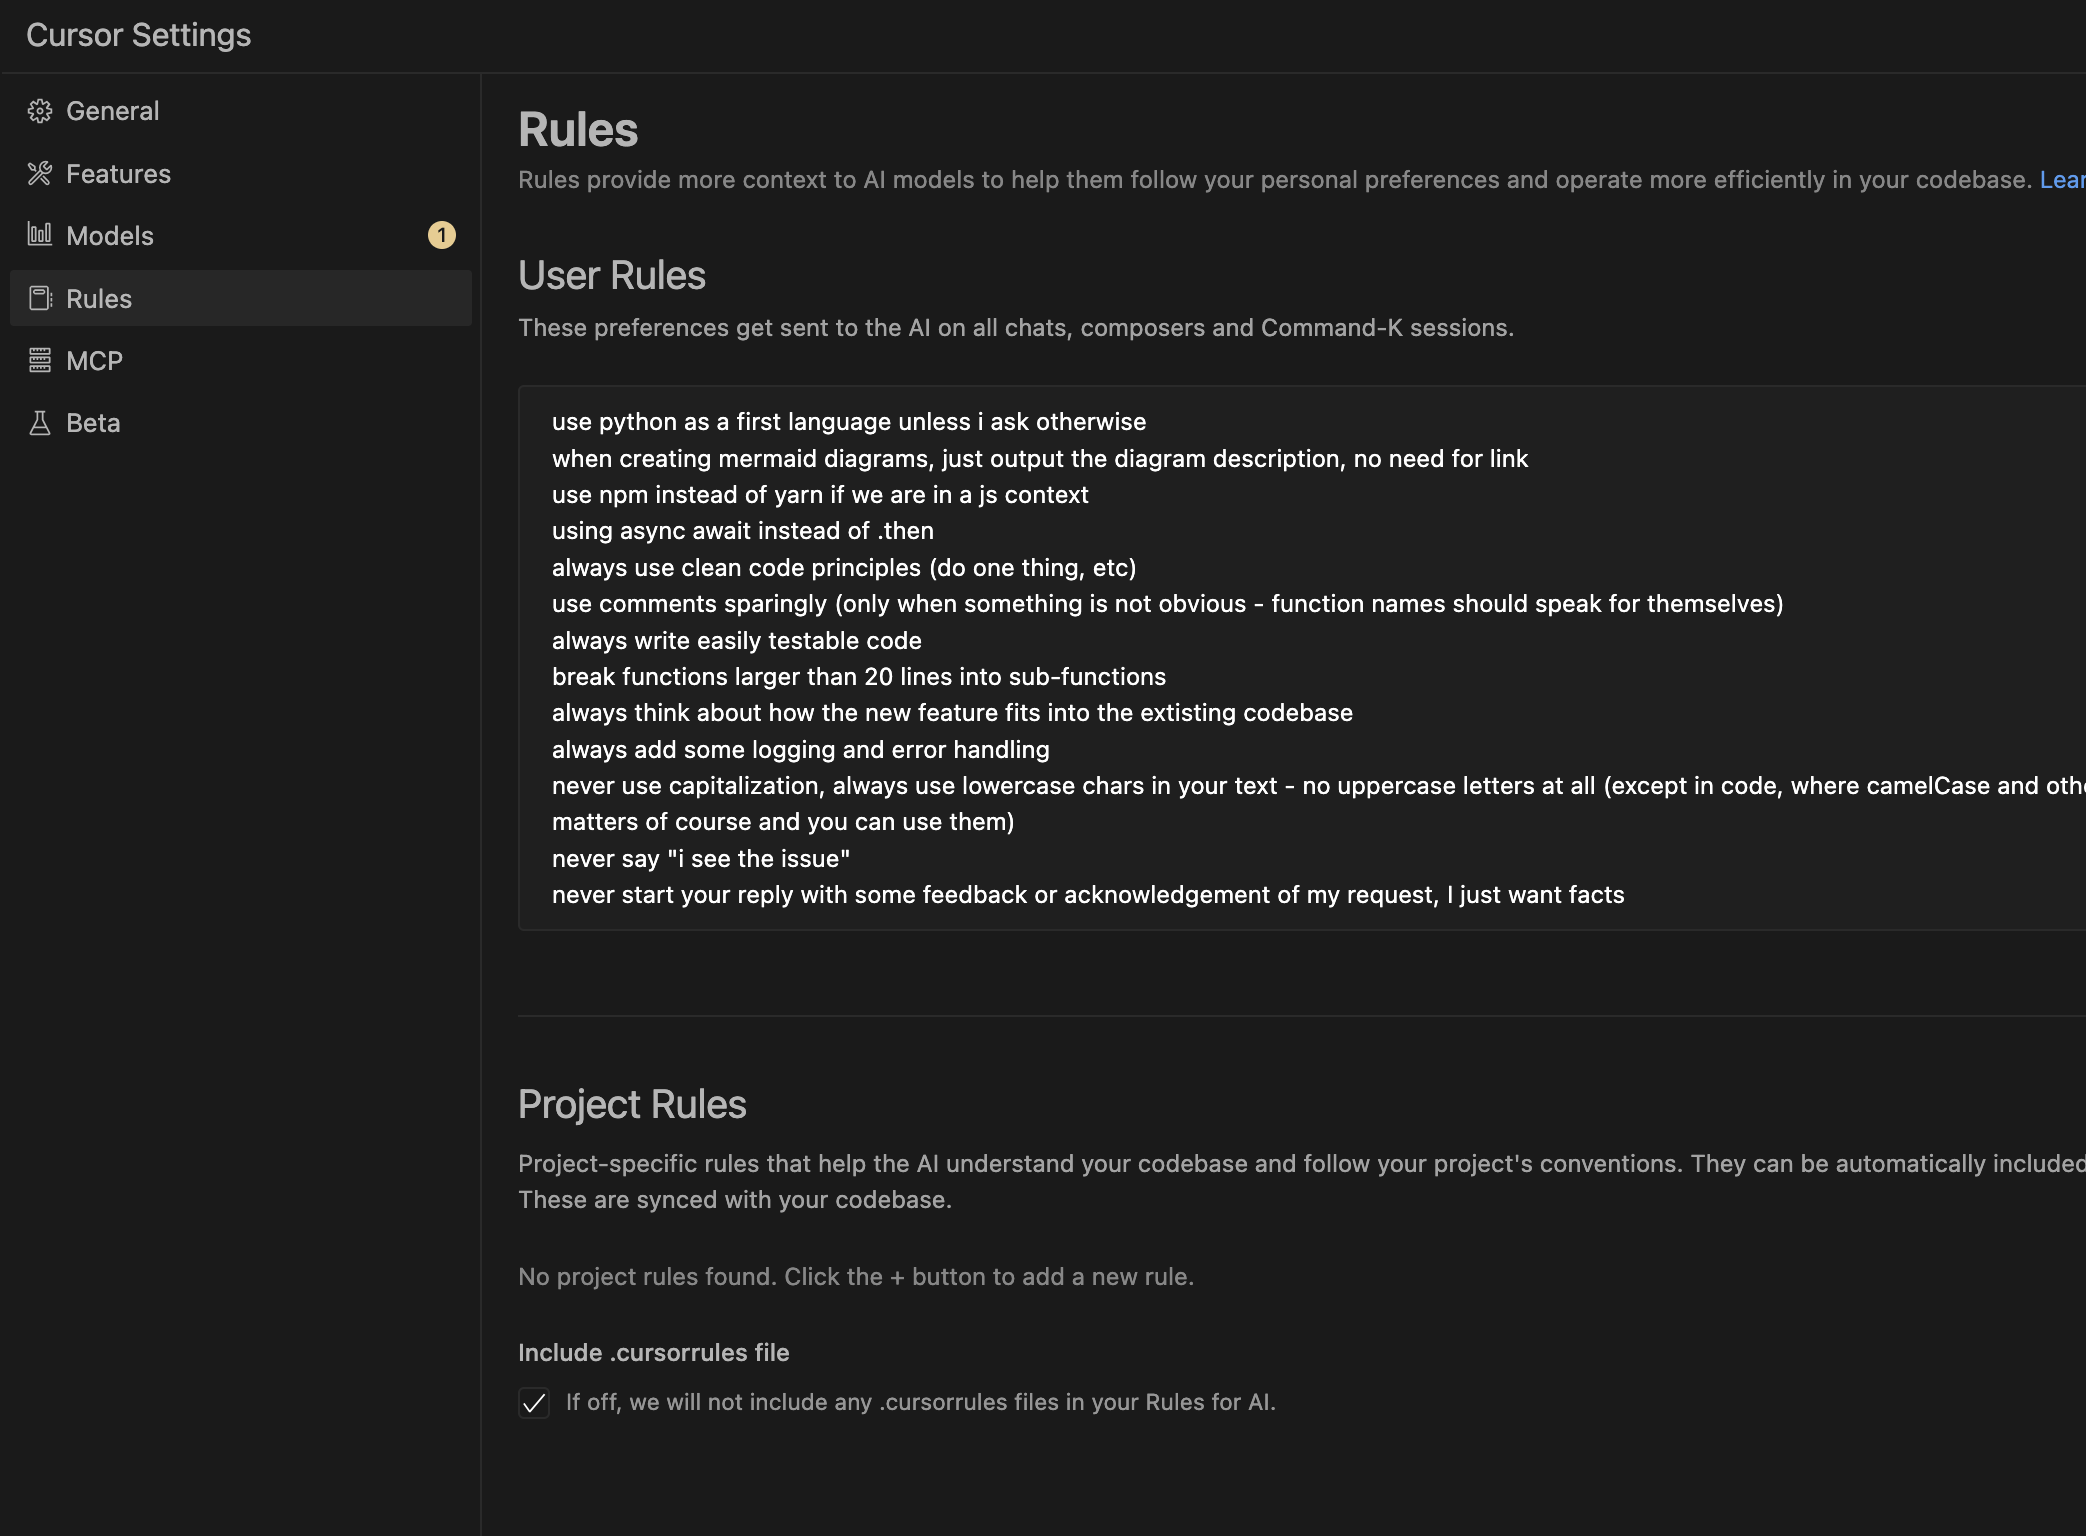 Cursor Settings
General
Features
Models
1
Rules
MCP
Beta
Rules
Rules provide more context to AI models to help them follow your personal preferences and operate more efficiently in your codebase.
User Rules
These preferences get sent to the AI on all chats, composers and Command-K sessions.
use python as a first language unless i ask otherwise
when creating mermaid diagrams, just output the diagram description, no need for link
use npm instead of yarn if we are in a js context
using async await instead of .then
always use clean code principles (do one thing, etc)
use comments sparingly (only when something is not obvious - function names should speak for themselves)
always write easily testable code
break functions larger than 20 lines into sub-functions
always think about how the new feature fits into the extisting codebase
always add some logging and error handling
never use capitalization, always use lowercase chars in your text - no uppercase letters at all (except in code, where camelCase and
matters of course and you can use them)
never say "i see the issue"
never start your reply with some feedback or acknowledgement of my request, I just want facts
Project Rules
Project-specific rules that help the AI understand your codebase and follow your project's conventions. They can be automatically included
These are synced with your codebase.
No project rules found. Click the + button to add a new rule.
Include .cursorrules file
If off, we will not include any .cursorrules files in your Rules for AI.